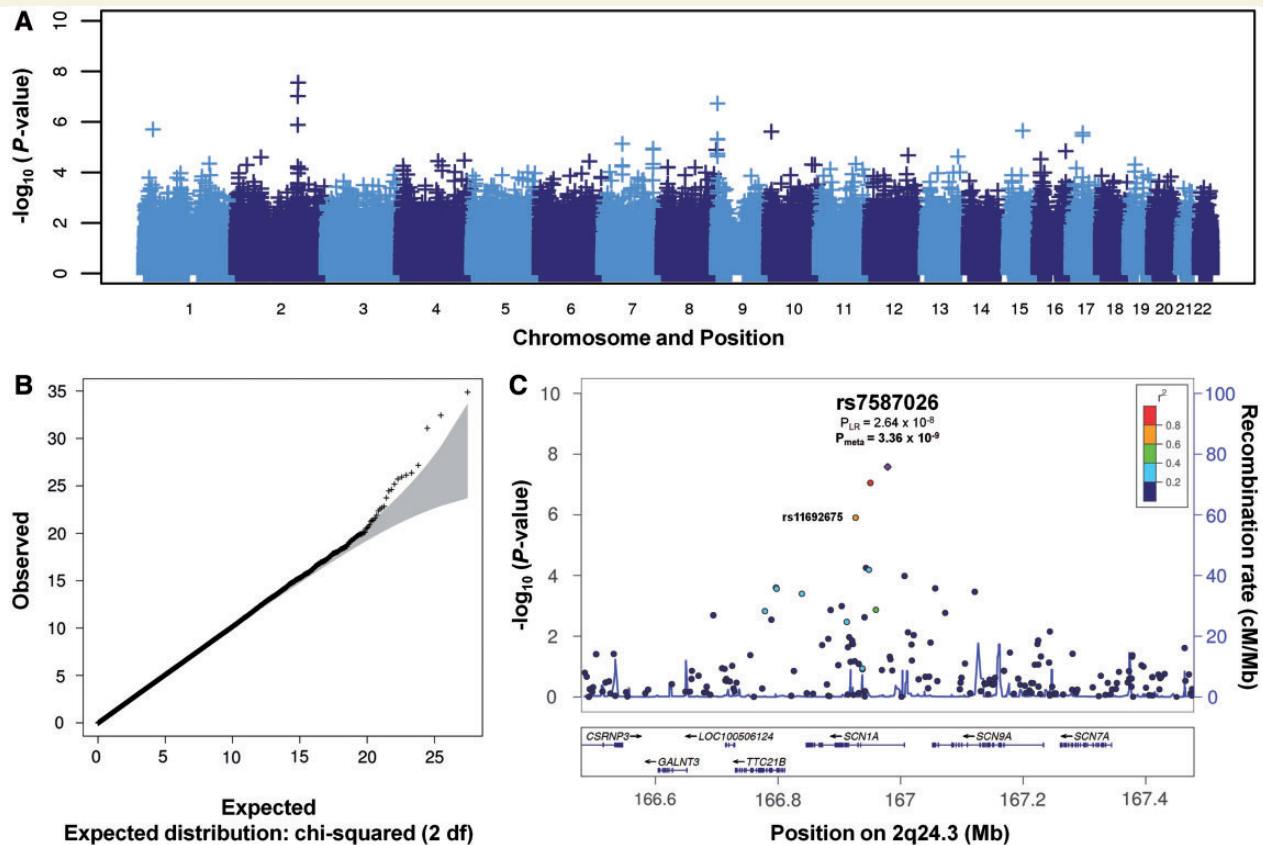 A
10
8
6
4
2
0
-log10 (P-value)
1 2 3 4 5 6 7 8 9 10 11 12 13 14 15 16 17 18 19 20 21 22
Chromosome and Position
B
35
30
25
20
15
10
5
0
Observed
0 5 10 15 20 25
Expected
Expected distribution: chi-squared (2 df)
C
10
8
6
4
2
0
-log10 (P-value)
rs7587026
PLR = 2.64 x 10-8
Pmeta = 3.36 x 10-9
rs11692675
r2
0.8
0.6
0.4
0.2
100
80
60
40
20
0
Recombination rate (cM/Mb)
CSRNP3→ ←LOC100506124 ←SCN1A ←SCN9A ←SCN7A
←GALNT3 ←TTC21B
166.6 166.8 167 167.2 167.4
Position on 2q24.3 (Mb)